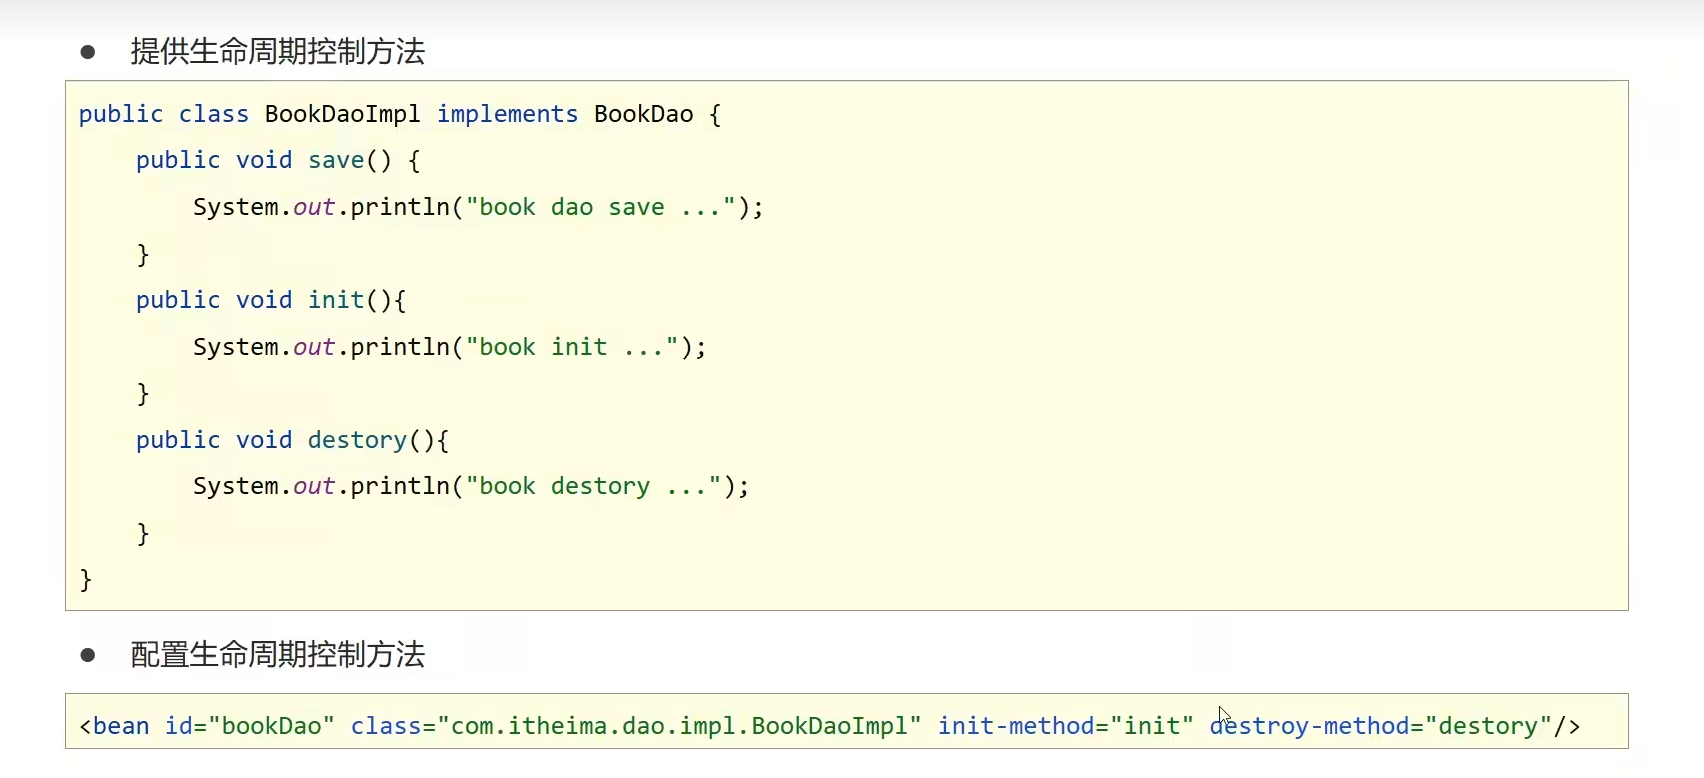 ● 提供生命周期控制方法
public class BookDaoImpl implements BookDao {
    public void save() {
        System.out.println("book dao save ...");
    }
    public void init(){
        System.out.println("book init ...");
    }
    public void destory(){
        System.out.println("book destory ...");
    }
}
● 配置生命周期控制方法
<bean id="bookDao" class="com.itheima.dao.impl.BookDaoImpl" init-method="init" destroy-method="destory"/>